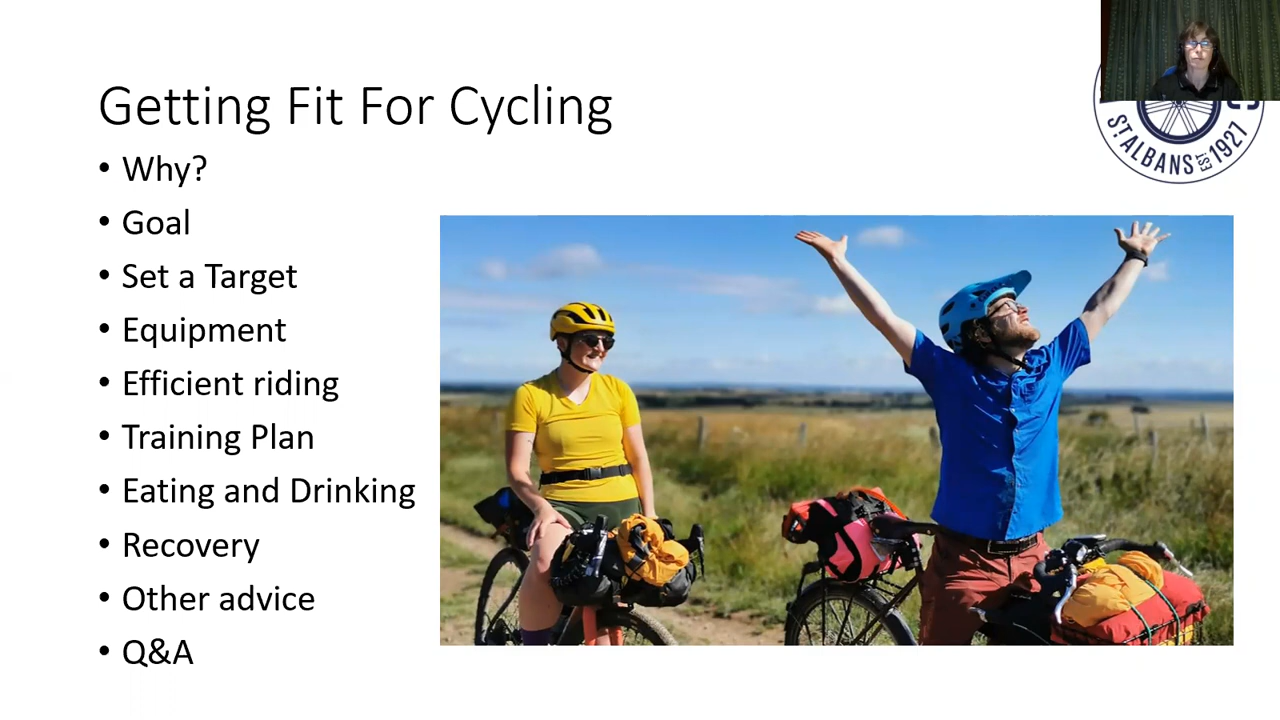 Getting Fit For Cycling
• Why?
• Goal
• Set a Target
• Equipment
• Efficient riding
• Training Plan
• Eating and Drinking
• Recovery
• Other advice
• Q&A
ST. ALBANS EST. 1927